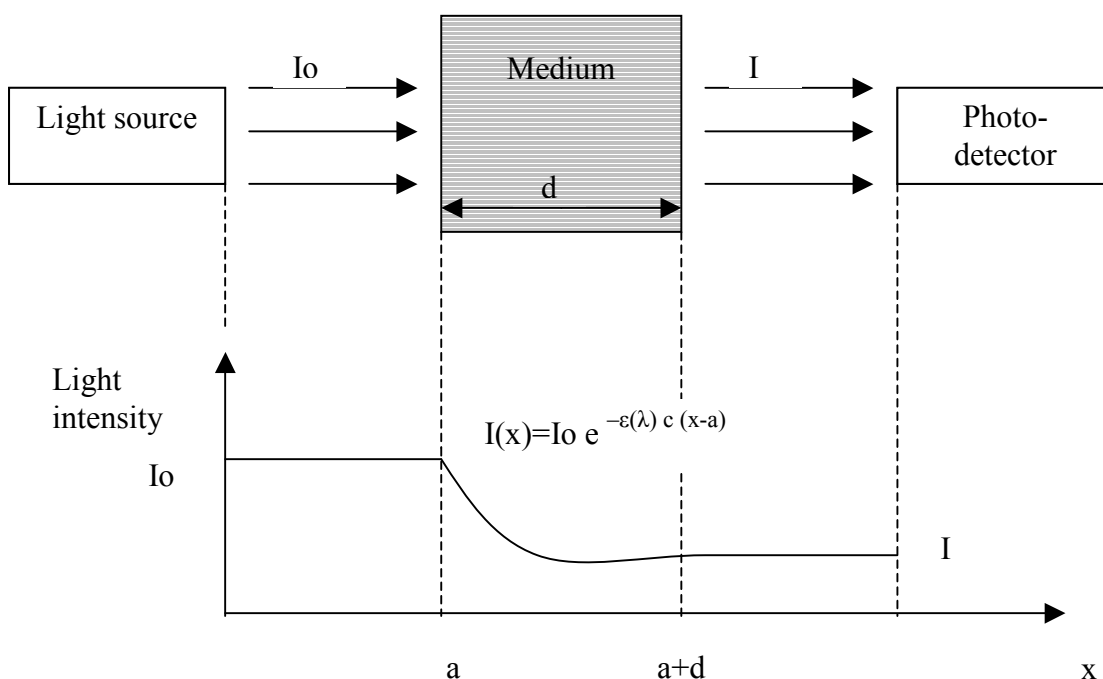 Io
Medium
I
Light source
Photo-
detector
d
Light
intensity
I(x)=Io e –ε(λ) c (x-a)
Io
I
a
a+d
x